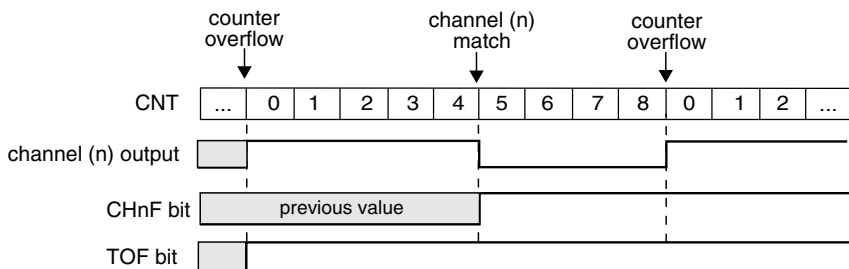 counter overflow
channel (n) match
counter overflow
CNT ... 0 1 2 3 4 5 6 7 8 0 1 2 ...
channel (n) output
CHnF bit previous value
TOF bit